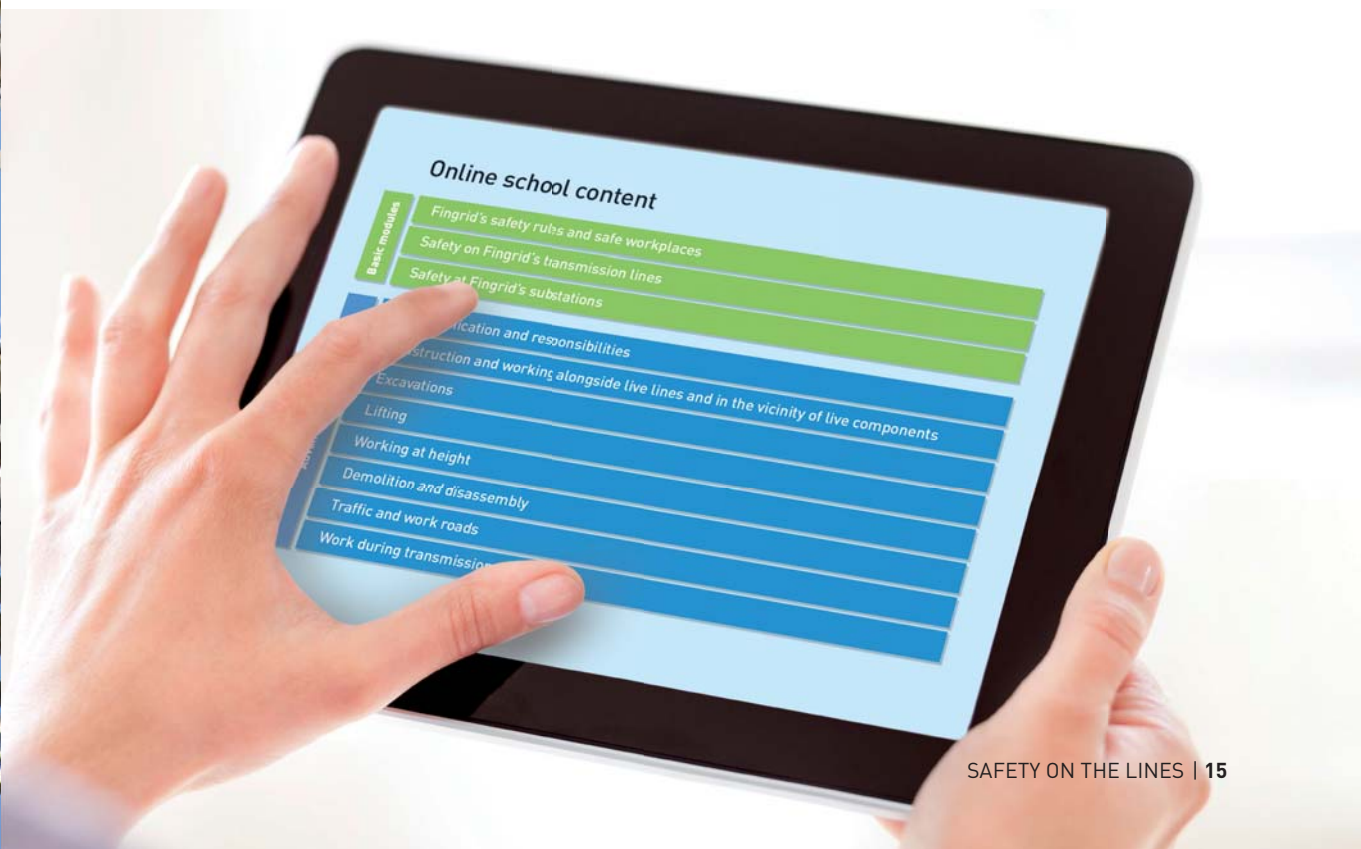 Online school content
Basic modules
Fingrid's safety rules and safe workplaces
Safety on Fingrid's transmission lines
Safety at Fingrid's substations
and responsibilities
and working alongside live lines and in the vicinity of live components
Excavations
Lifting
Working at height
Demolition and disassembly
Traffic and work roads
Work during transmission
SAFETY ON THE LINES | 15